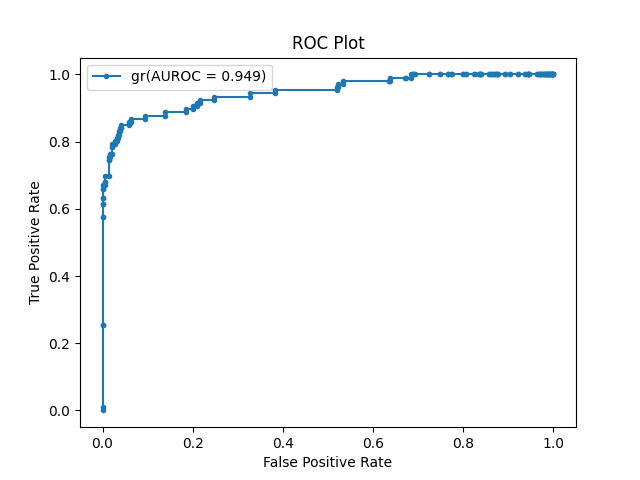 ROC Plot
gr(AUROC = 0.949)
1.0
0.8
0.6
0.4
0.2
0.0
True Positive Rate
0.0 0.2 0.4 0.6 0.8 1.0
False Positive Rate